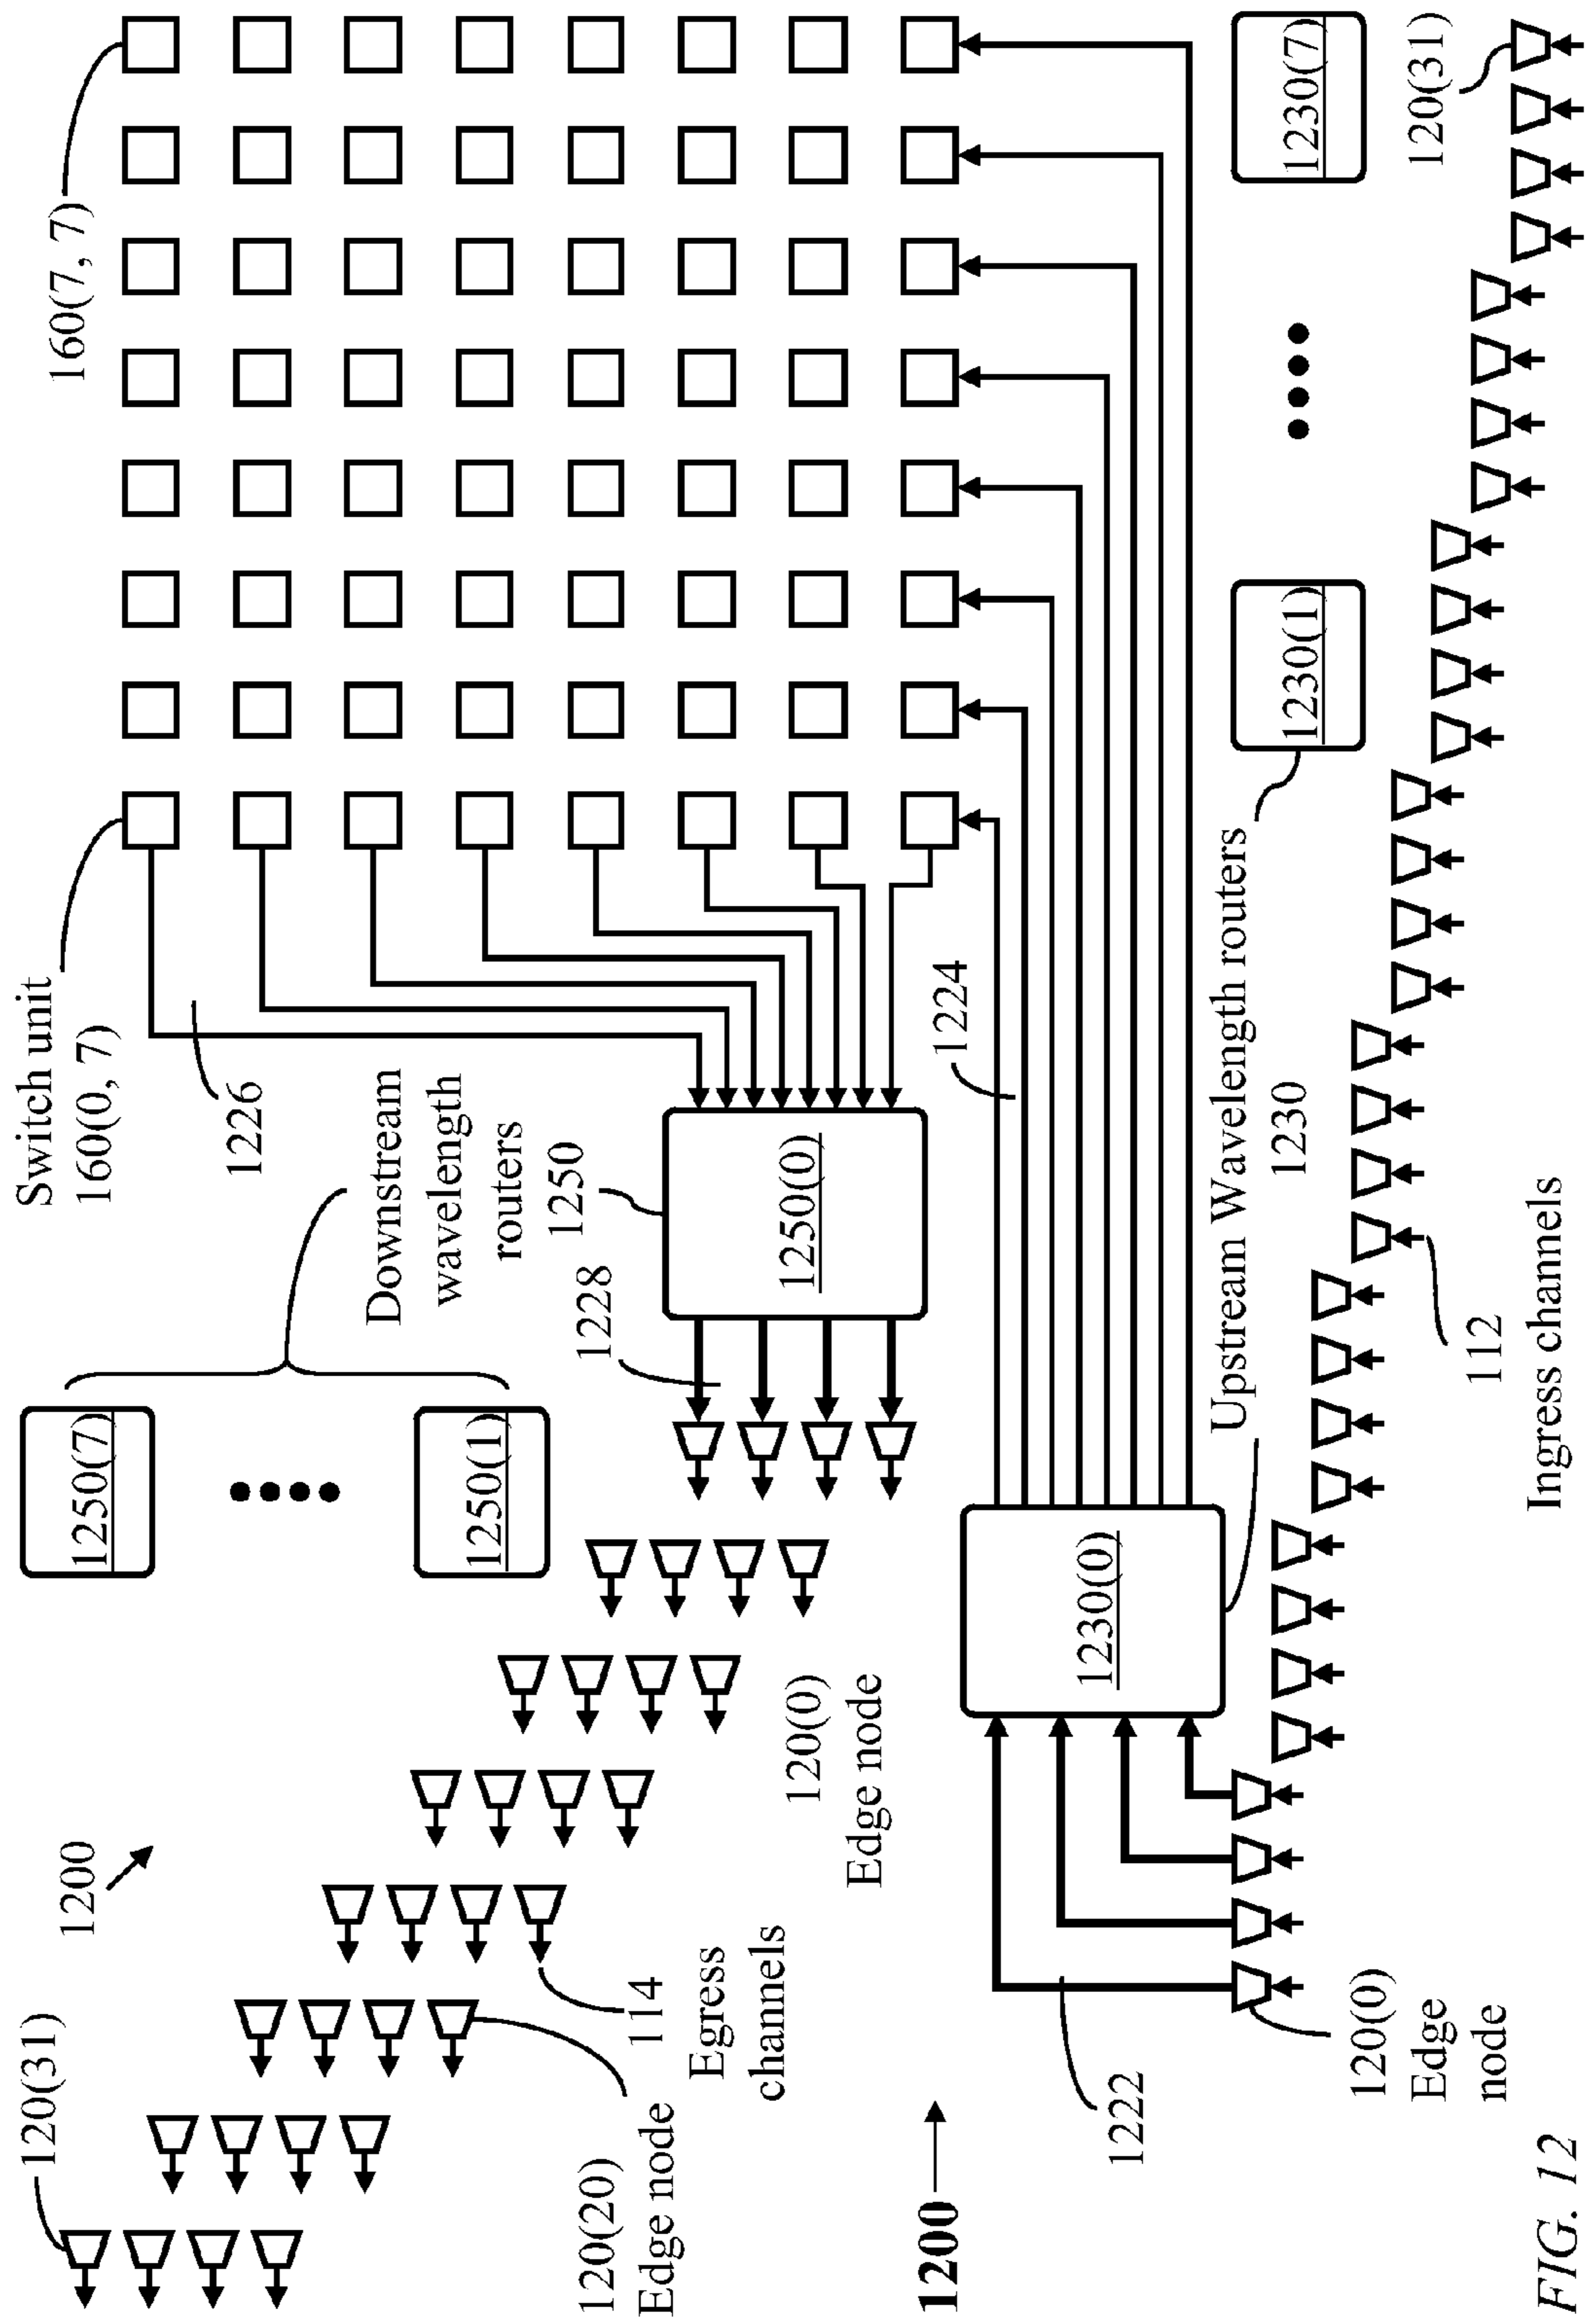 120(31)
1200
1250(7)
1250(1)
Switch unit
160(0, 7)
160(7, 7)
1226
Downstream
wavelength
routers
1250
1228
1250(0)
120(20)
Edge node
114
Egress
channels
120(0)
Edge node
1200
1224
1222
1230(0)
Upstream Wavelength routers
1230
1230(1)
1230(7)
120(0)
Edge
node
112
Ingress channels
120(31)
FIG. 12